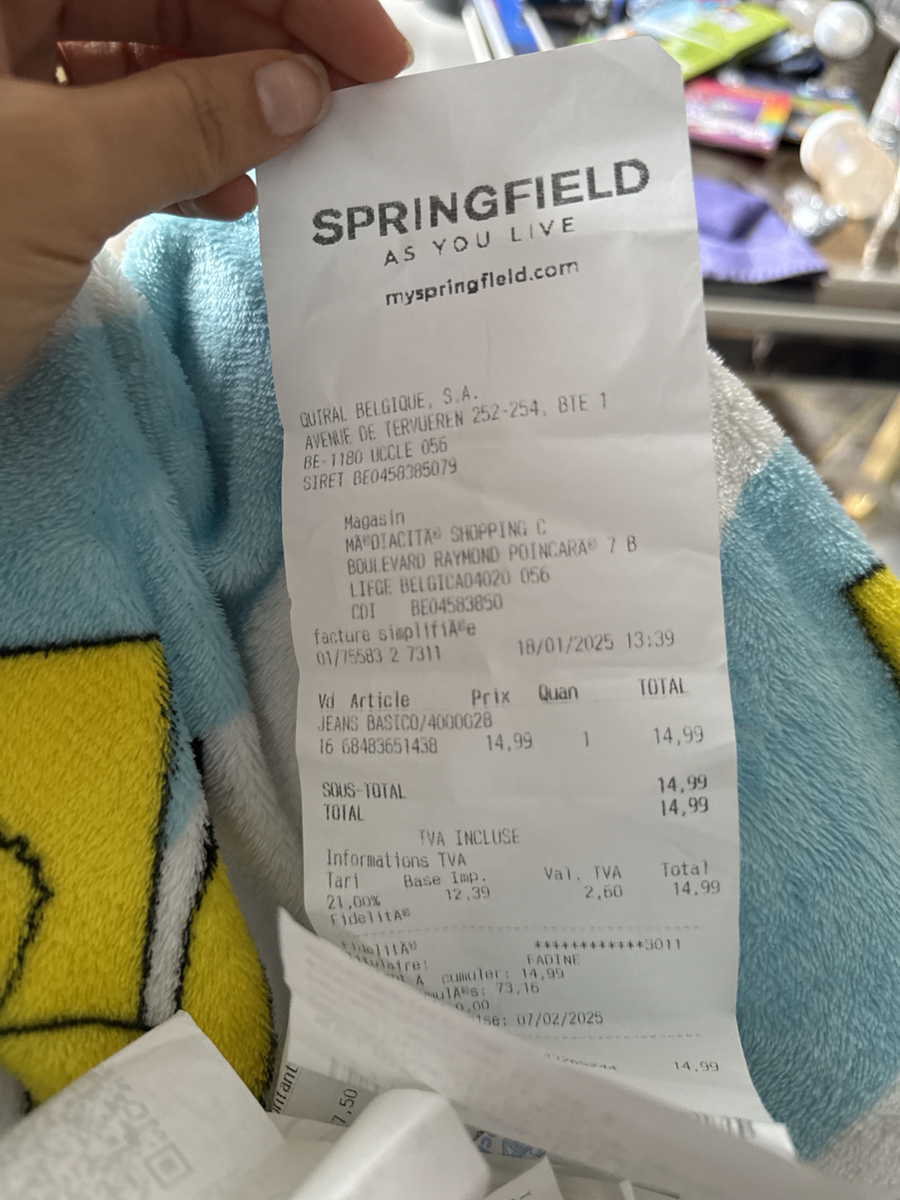 SPRINGFIELD
AS YOU LIVE
myspringfield.com
QUIRAL BELGIQUE, S.A.
AVENUE DE TERVUEREN 252-254, BTE 1
BE-1180 UCCLE 056
SIRET BE0458385079
Magasin
MÃ©DIACITÃ© SHOPPING C
BOULEVARD RAYMOND POINCARÃ© 7 B
LIEGE BELGICA04020 056
CDI BE04583850
facture simplifiÃ©e
01/75583 2 7311 18/01/2025 13:39
Vd Article Prix Quan TOTAL
JEANS BASICO/4000028
16 68483651438 14,99 1 14,99
SOUS-TOTAL 14,99
TOTAL 14,99
TVA INCLUSE
Informations TVA
Tari Base Imp. Val. TVA Total
21,00% 12,39 2,60 14,99
FidelitÃ©
FidelitÃ© ************3011
FADINE
cumuler: 14,99
73,16
07/02/2025
14,99
7,50